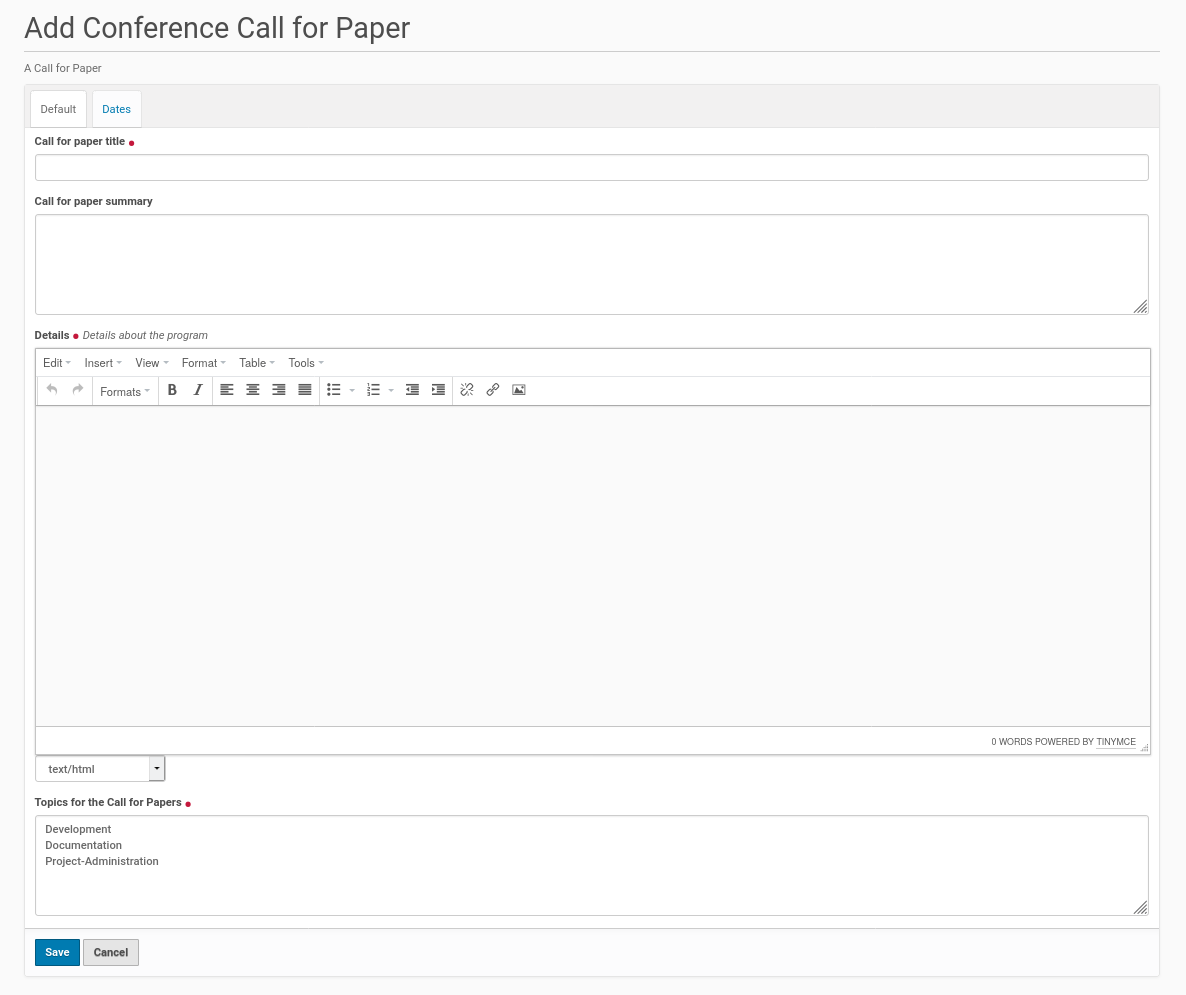 Add Conference Call for Paper
A Call for Paper
Default Dates
Call for paper title
Call for paper summary
Details Details about the program
Edit Insert View Format Table Tools
Formats B I
0 WORDS POWERED BY TINYMCE
text/html
Topics for the Call for Papers
Development
Documentation
Project-Administration
Save Cancel